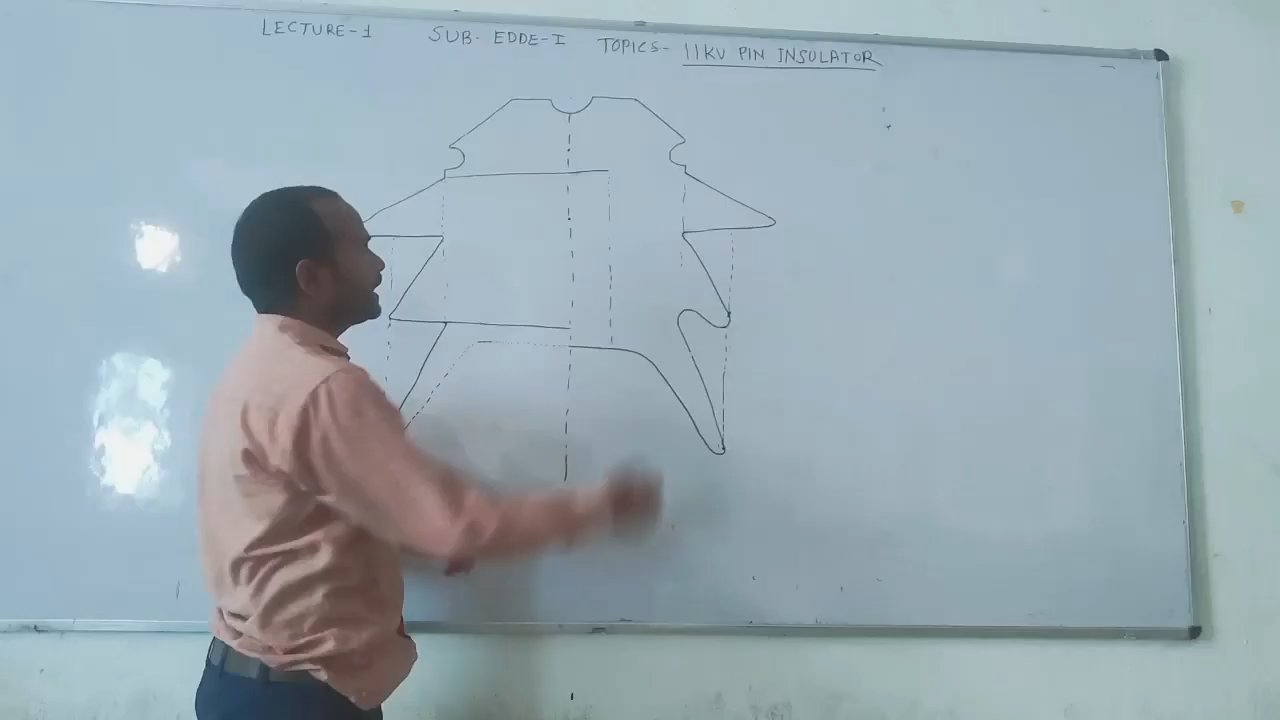 LECTURE-1 SUB- EDDE-I TOPICS- 11KV PIN INSULATOR